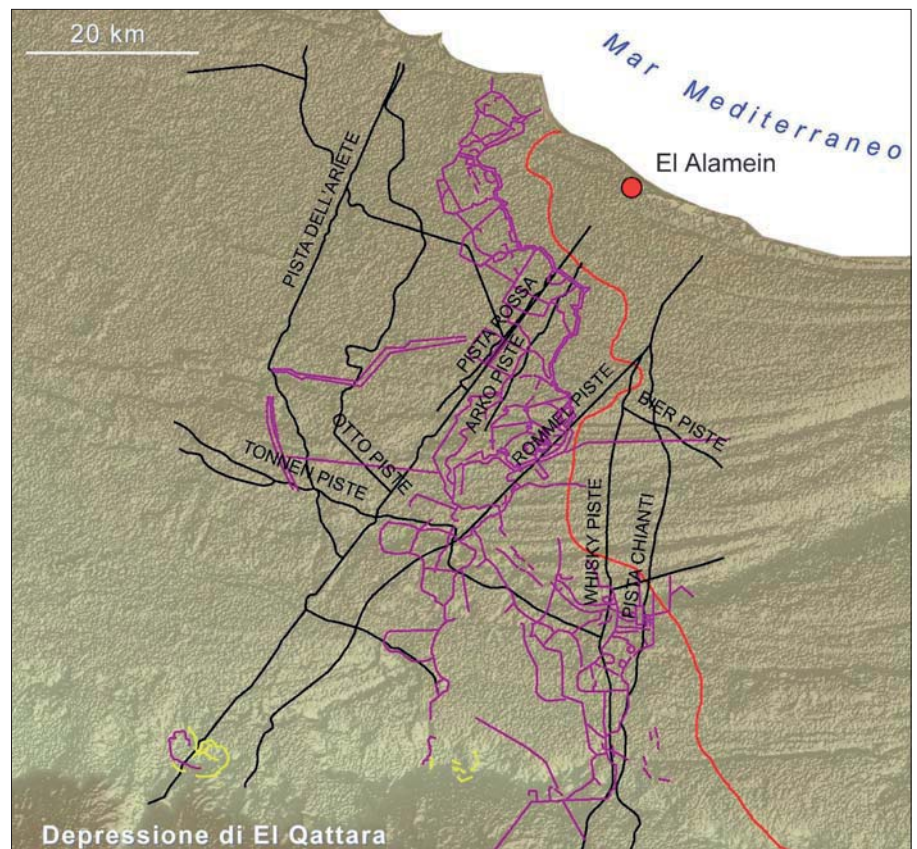 20 km
Mar Mediterraneo
El Alamein
PISTA DELL'ARIETE
PISTA ROSSA
ARKO PISTE
ROMMEL PISTE
BIER PISTE
OTTO PISTE
TONNEN PISTE
WHISKY PISTE
PISTA CHIANTI
Depressione di El Qattara